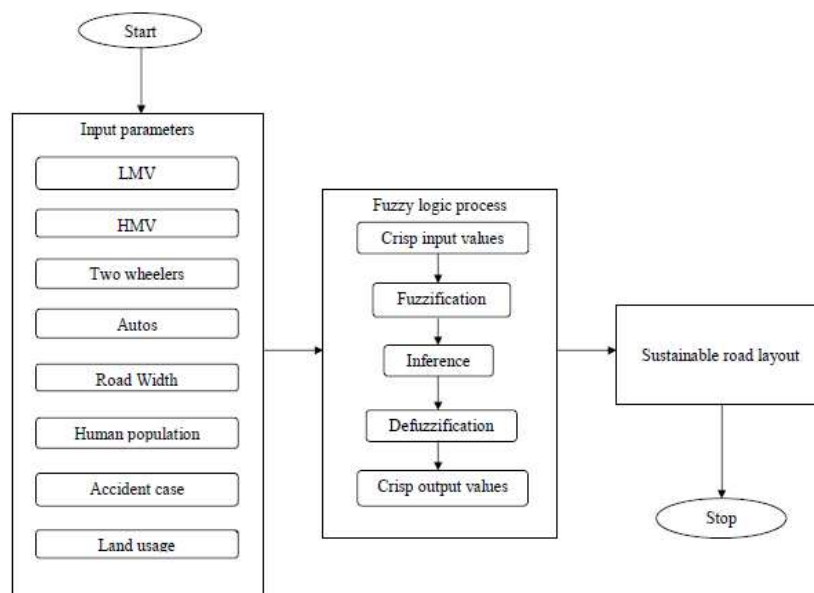 Start
Input parameters
LMV
HMV
Two wheelers
Autos
Road Width
Human population
Accident case
Land usage
Fuzzy logic process
Crisp input values
Fuzzification
Inference
Defuzzification
Crisp output values
Sustainable road layout
Stop